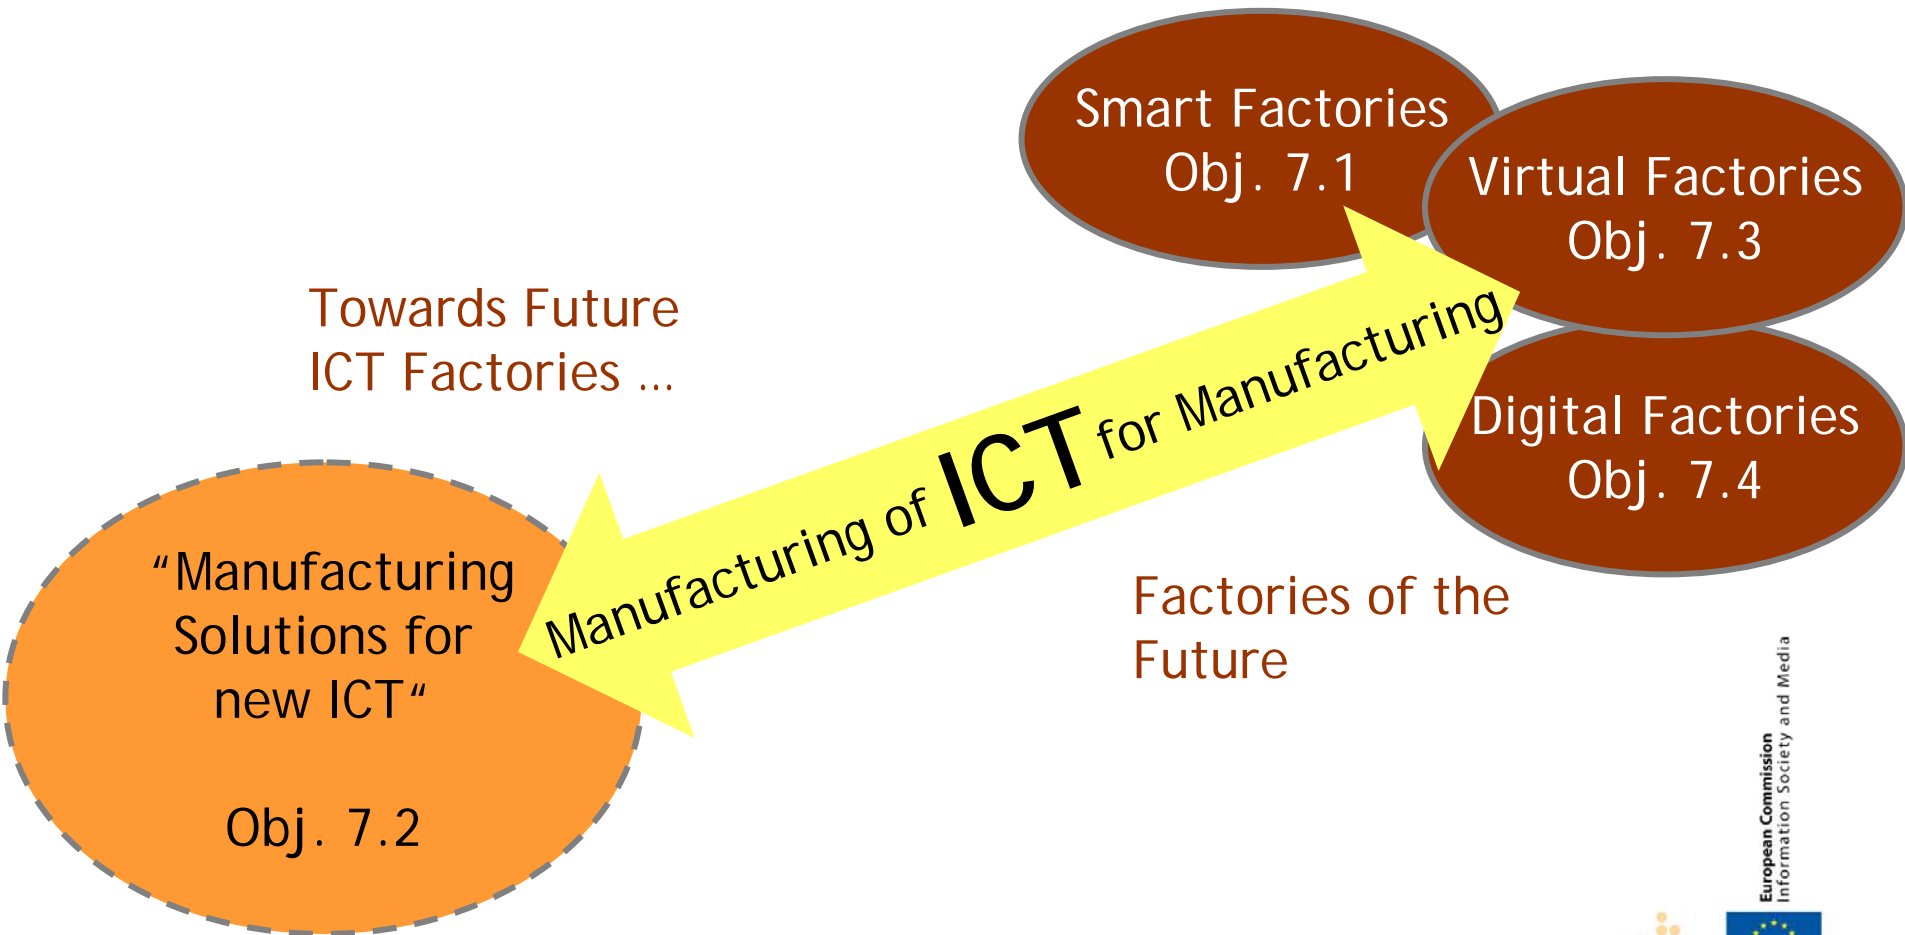 Smart Factories
Obj. 7.1
Virtual Factories
Obj. 7.3
Towards Future
ICT Factories ...
Manufacturing of ICT for Manufacturing
Digital Factories
Obj. 7.4
“Manufacturing
Solutions for
new ICT“
Obj. 7.2
Factories of the
Future
European Commission
Information Society and Media